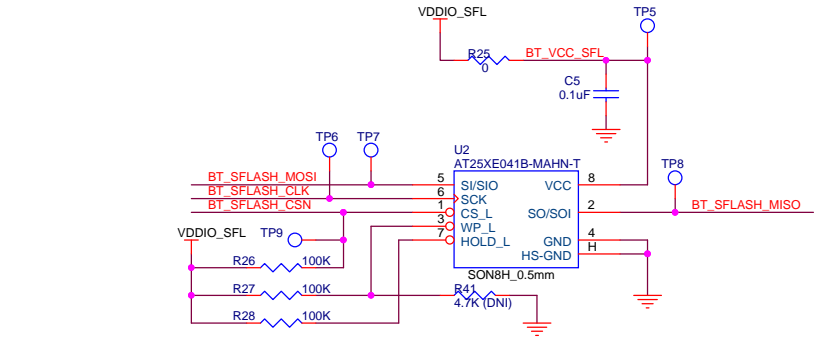 VDDIO_SFL
TP5
R25
0
BT_VCC_SFL
C5
0.1uF
TP6
TP7
U2
AT25XE041B-MAHN-T
TP8
BT_SFLASH_MOSI
5
SI/SIO
VCC
8
BT_SFLASH_CLK
6
SCK
BT_SFLASH_CSN
1
CS_L
SO/SOI
2
BT_SFLASH_MISO
3
WP_L
VDDIO_SFL
TP9
7
HOLD_L
GND
4
HS-GND
H
R26
100K
SON8H_0.5mm
R27
100K
R41
4.7K (DNI)
R28
100K